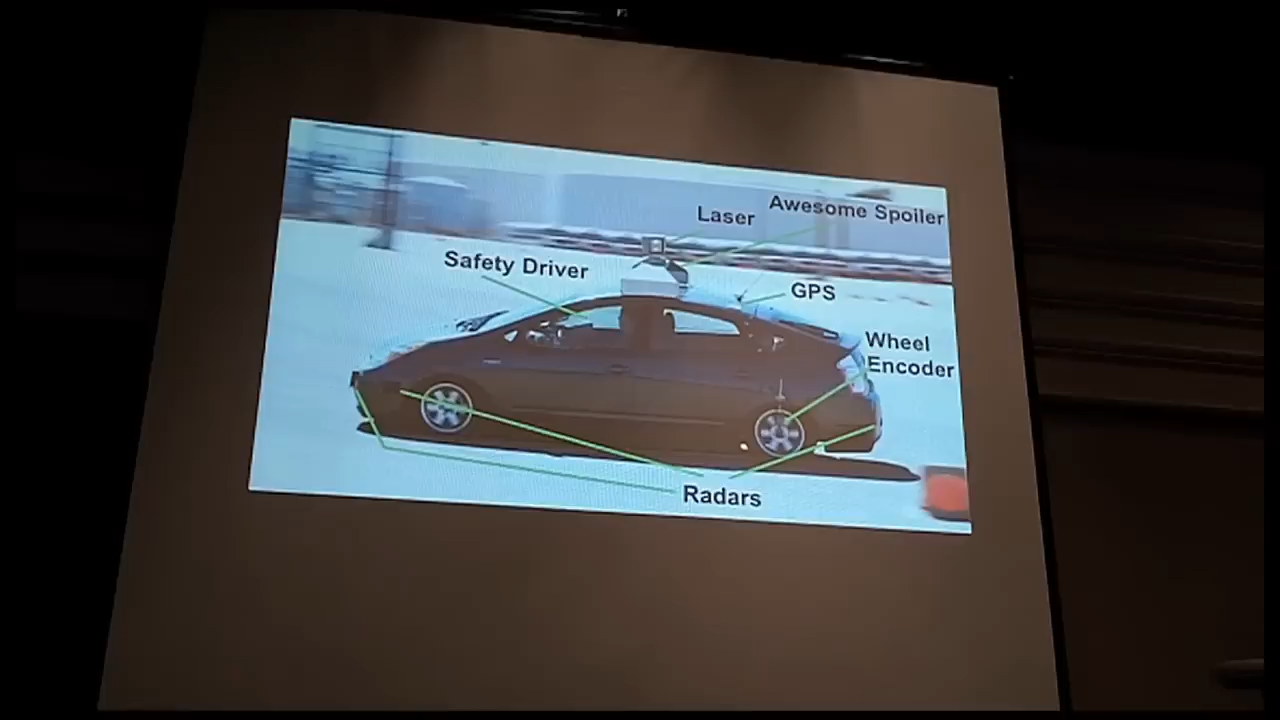 Laser
Awesome Spoiler
Safety Driver
GPS
Wheel
Encoder
Radars